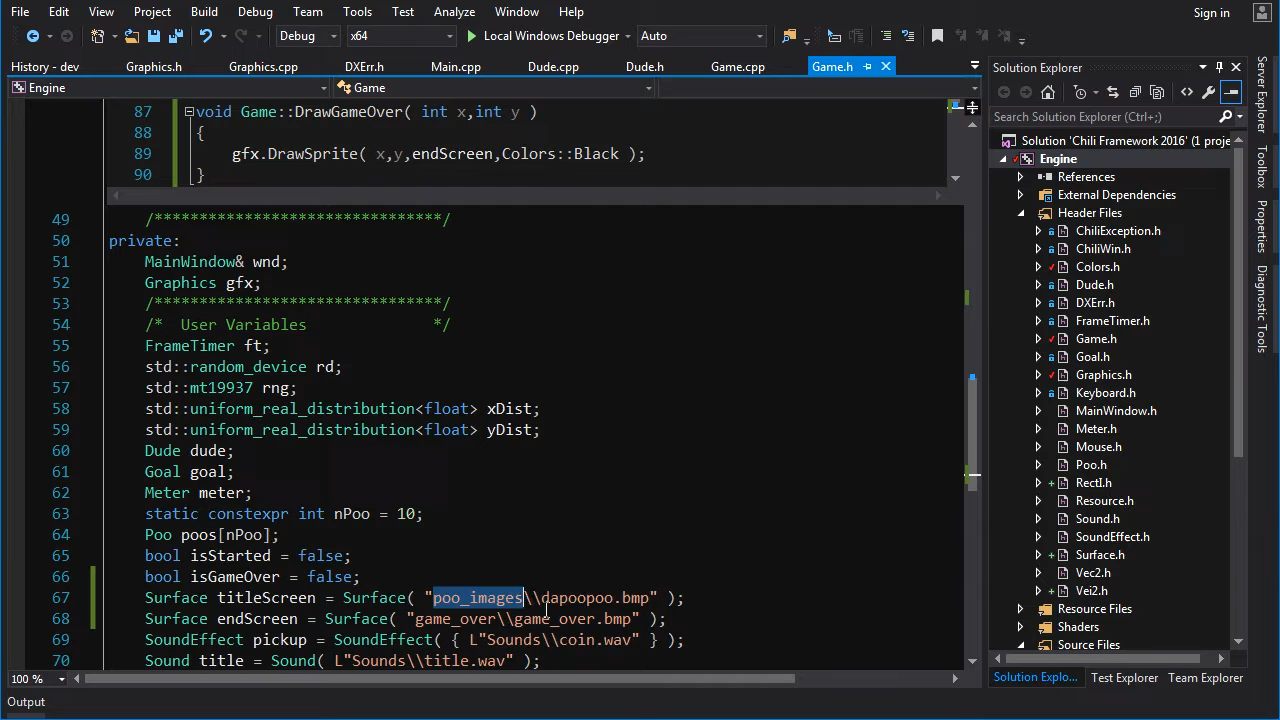 File Edit View Project Build Debug Team Tools Test Analyze Window Help Sign in
Debug x64 Local Windows Debugger Auto
History - dev Graphics.h Graphics.cpp DXErr.h Main.cpp Dude.cpp Dude.h Game.cpp Game.h
Engine Game
87 void Game::DrawGameOver( int x,int y )
88 {
89 gfx.DrawSprite( x,y,endScreen,Colors::Black );
90 }
49 /*******************************/
50 private:
51 MainWindow& wnd;
52 Graphics gfx;
53 /*******************************/
54 /* User Variables */
55 FrameTimer ft;
56 std::random_device rd;
57 std::mt19937 rng;
58 std::uniform_real_distribution<float> xDist;
59 std::uniform_real_distribution<float> yDist;
60 Dude dude;
61 Goal goal;
62 Meter meter;
63 static constexpr int nPoo = 10;
64 Poo poos[nPoo];
65 bool isStarted = false;
66 bool isGameOver = false;
67 Surface titleScreen = Surface( "poo_images\\dapoopoo.bmp" );
68 Surface endScreen = Surface( "game_over\\game_over.bmp" );
69 SoundEffect pickup = SoundEffect( { L"Sounds\\coin.wav" } );
70 Sound title = Sound( L"Sounds\\title.wav" );
100 %
Output
Solution Explorer
Search Solution Explorer (Ctrl+;)
Solution 'Chili Framework 2016' (1 proje
Engine
References
External Dependencies
Header Files
ChiliException.h
ChiliWin.h
Colors.h
Dude.h
DXErr.h
FrameTimer.h
Game.h
Goal.h
Graphics.h
Keyboard.h
MainWindow.h
Meter.h
Mouse.h
Poo.h
RectI.h
Resource.h
Sound.h
SoundEffect.h
Surface.h
Vec2.h
Vei2.h
Resource Files
Shaders
Source Files
Solution Explo... Test Explorer Team Explorer
Server Explorer
Toolbox
Properties
Diagnostic Tools